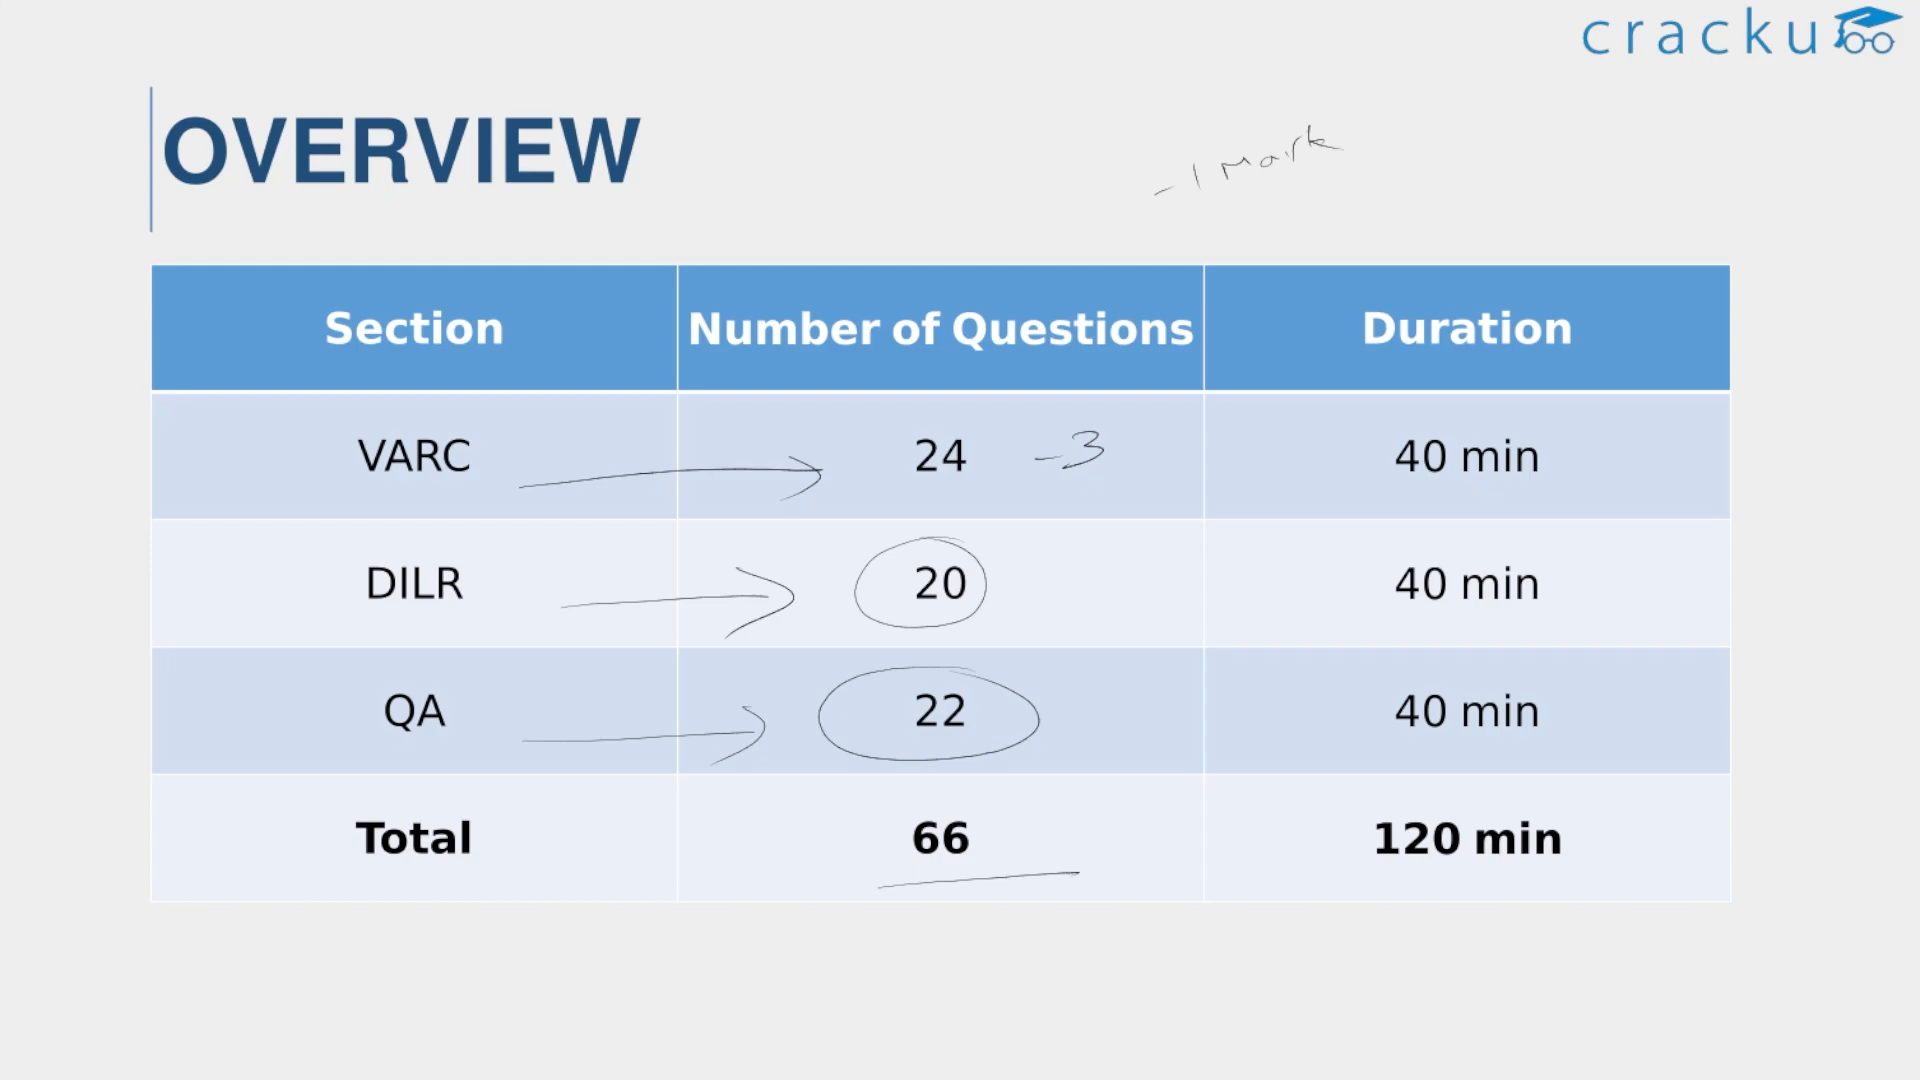 cracku
OVERVIEW
- 1 Mark
Section Number of Questions Duration
VARC 24 -3 40 min
DILR 20 40 min
QA 22 40 min
Total 66 120 min